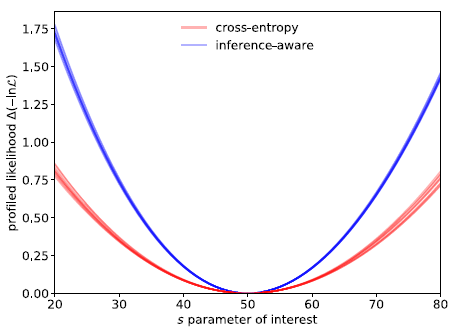 cross-entropy
inference-aware
profiled likelihood Δ(−lnℒ)
1.75
1.50
1.25
1.00
0.75
0.50
0.25
0.00
20 30 40 50 60 70 80
s parameter of interest